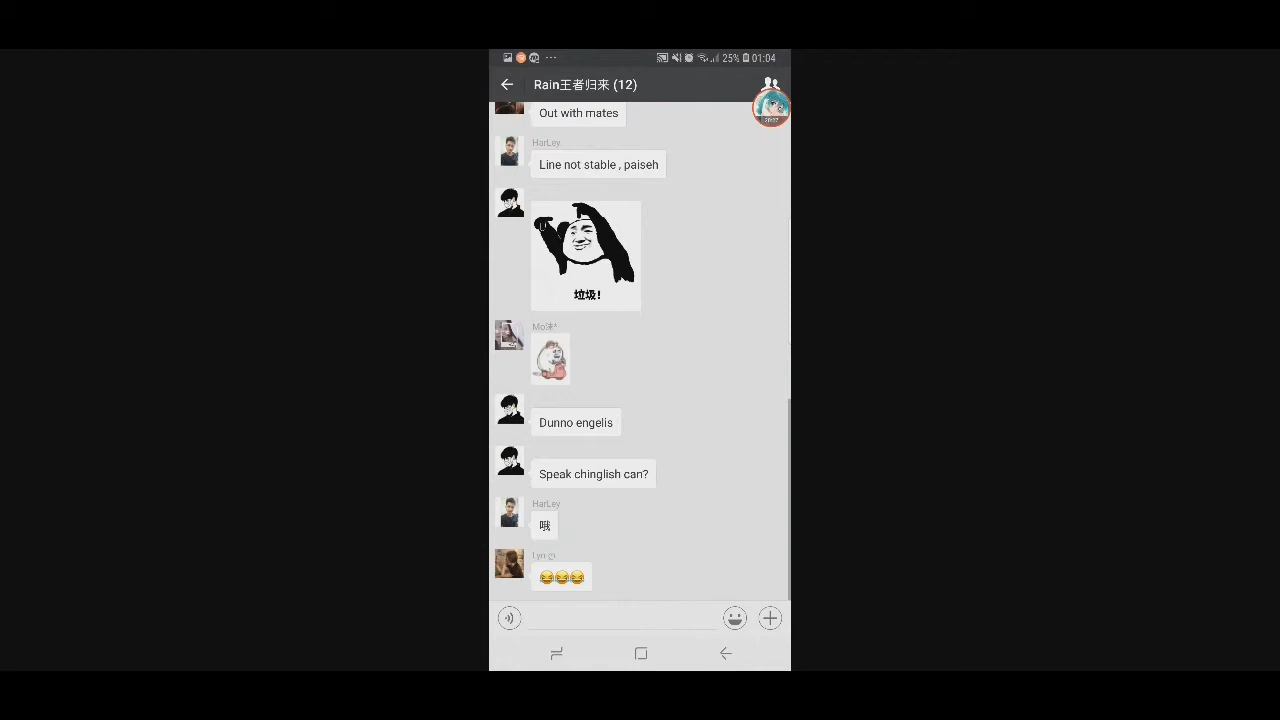 25% 01:04
Rain王者归来 (12)
Out with mates
HarLey
Line not stable , paiseh
垃圾!
Mo沫*
Dunno engelis
Speak chinglish can?
HarLey
哦
Lyn ღ
😆😆😆